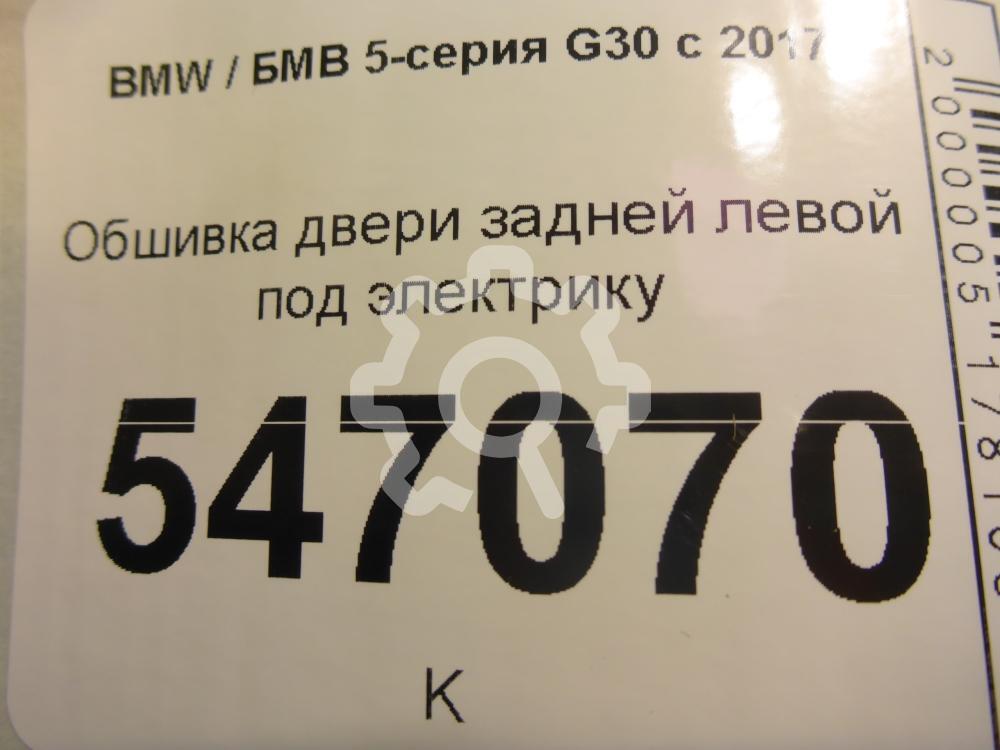 BMW / БМВ 5-серия G30 с 2017
Обшивка двери задней левой
под электрику
547070
К